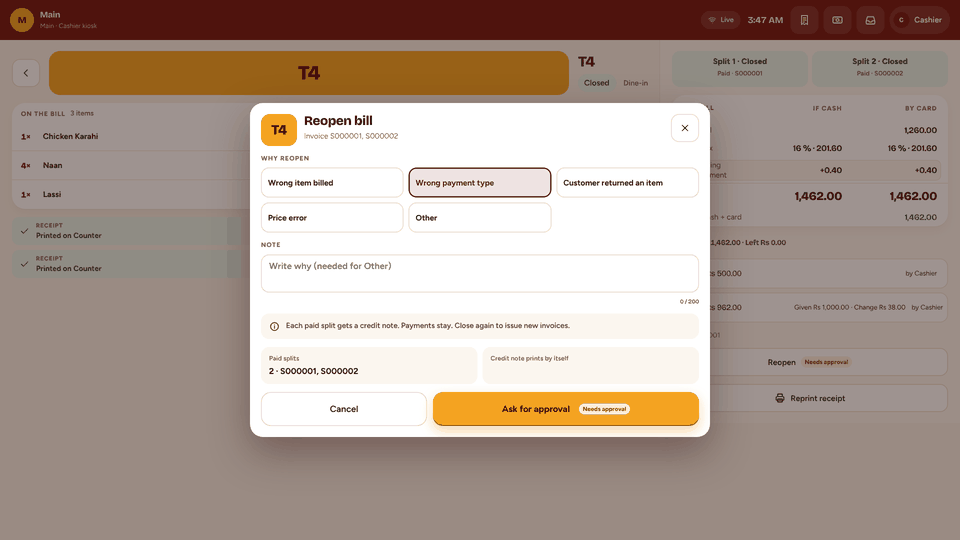 M
Main
Main · Cashier kiosk
Live
3:47 AM
C
Cashier
T4
T4
Closed
Dine-in
Split 1 · Closed
Paid · S000001
Split 2 · Closed
Paid · S000002
ON THE BILL 3 items
1× Chicken Karahi
4× Naan
1× Lassi
RECEIPT
Printed on Counter
RECEIPT
Printed on Counter
IF CASH
BY CARD
1,260.00
16 % · 201.60
16 % · 201.60
+0.40
+0.40
1,462.00
1,462.00
card
1,462.00
1,462.00 · Left Rs 0.00
500.00
by Cashier
962.00
Given Rs 1,000.00 · Change Rs 38.00
by Cashier
Reopen
Needs approval
Reprint receipt
T4
Reopen bill
Invoice S000001, S000002
WHY REOPEN
Wrong item billed
Wrong payment type
Customer returned an item
Price error
Other
NOTE
Write why (needed for Other)
0 / 200
Each paid split gets a credit note. Payments stay. Close again to issue new invoices.
Paid splits
2 · S000001, S000002
Credit note prints by itself
Cancel
Ask for approval
Needs approval